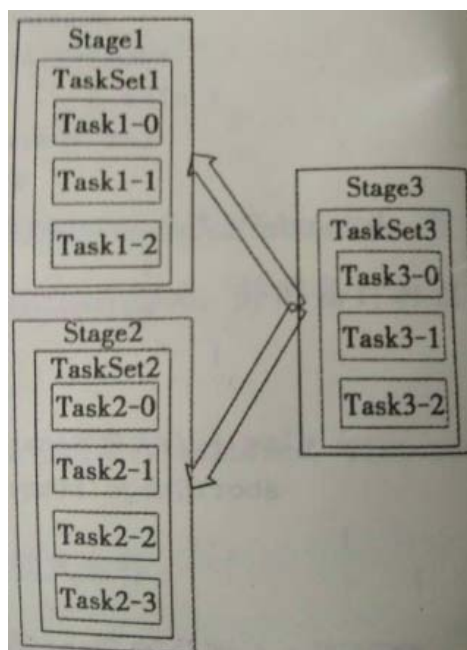 Stage1
TaskSet1
Task1-0
Task1-1
Task1-2
Stage2
TaskSet2
Task2-0
Task2-1
Task2-2
Task2-3
Stage3
TaskSet3
Task3-0
Task3-1
Task3-2